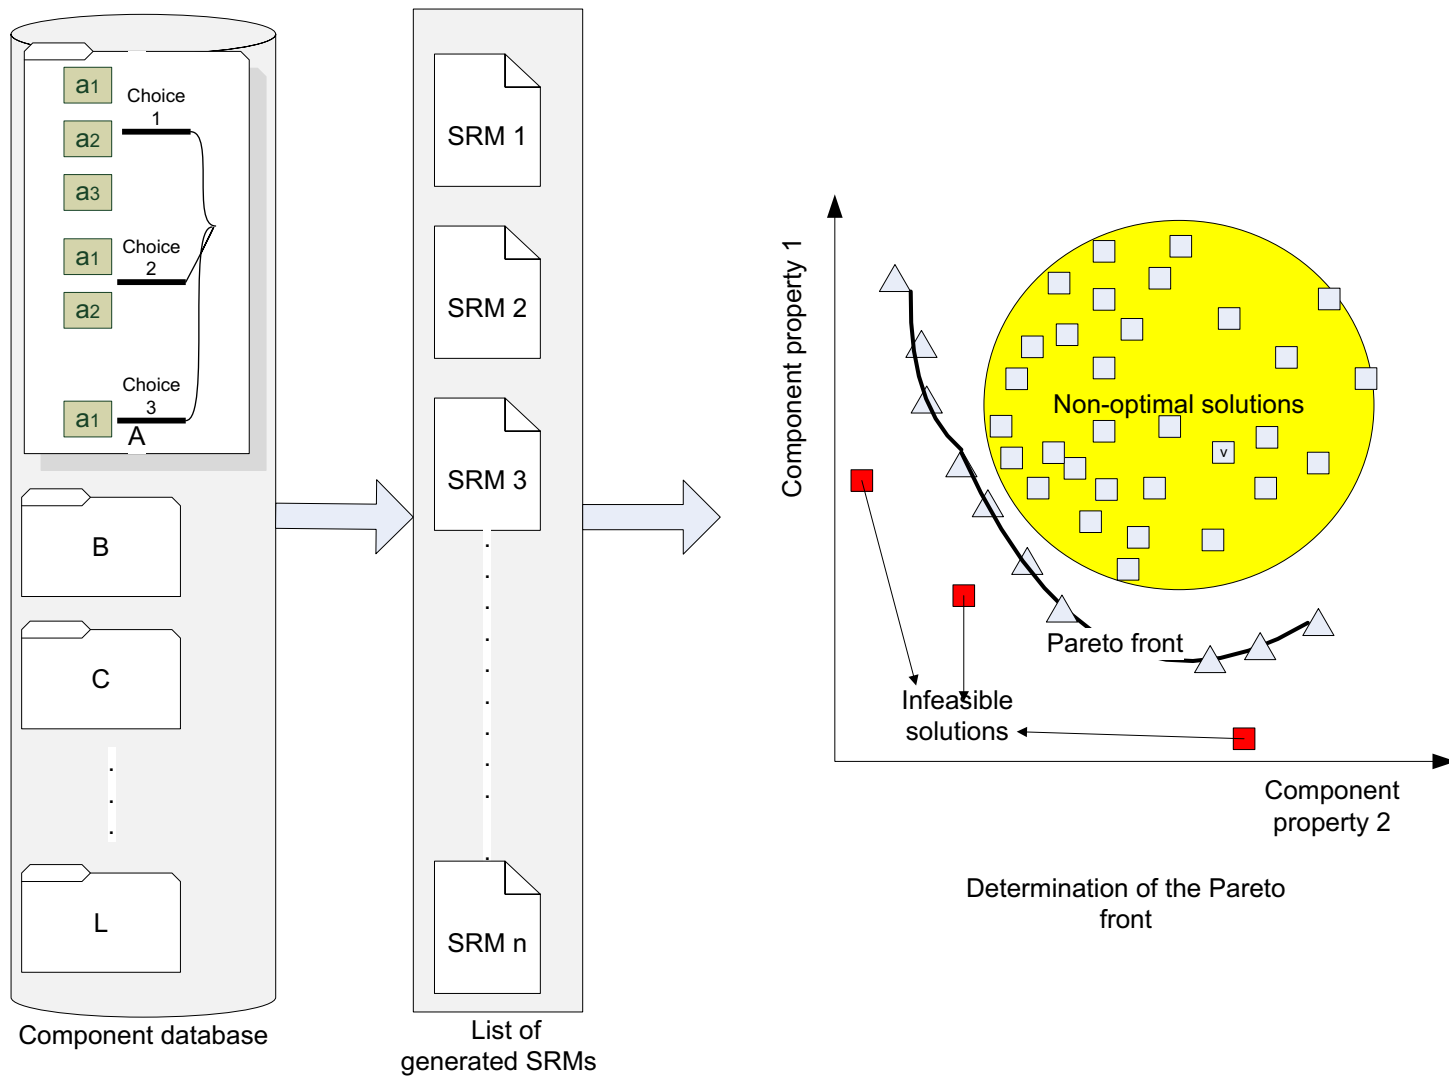 a1
Choice
1
a2
a3
a1
Choice
2
a2
Choice
3
a1
A
B
C
.
.
.
L
Component database
SRM 1
SRM 2
SRM 3
.
.
.
.
.
.
.
.
.
.
.
SRM n
List of
generated SRMs
Component property 1
Non-optimal solutions
v
Pareto front
Infeasible
solutions
Component
property 2
Determination of the Pareto
front